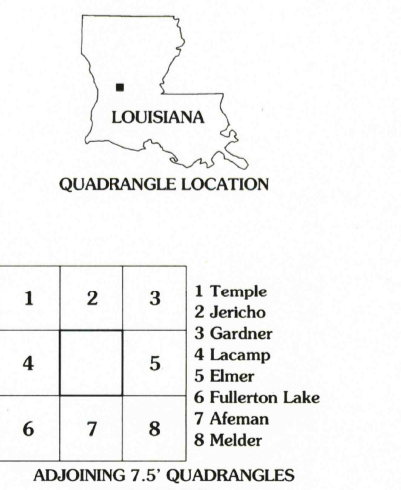 LOUISIANA
QUADRANGLE LOCATION
1 2 3
4 5
6 7 8
1 Temple
2 Jericho
3 Gardner
4 Lacamp
5 Elmer
6 Fullerton Lake
7 Afeman
8 Melder
ADJOINING 7.5' QUADRANGLES